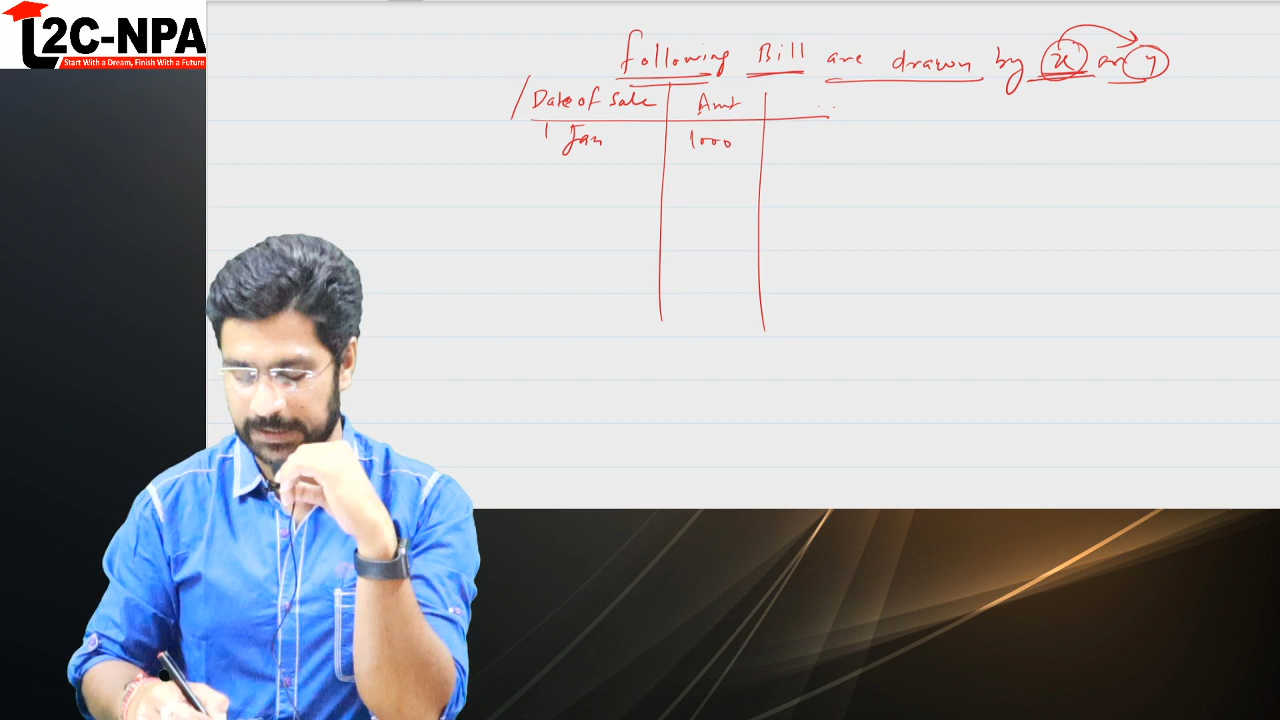 2C-NPA
Start With a Dream, Finish With a Future
following Bill are drawn by x on y
Date of Sale Amt
1 Jan 1000